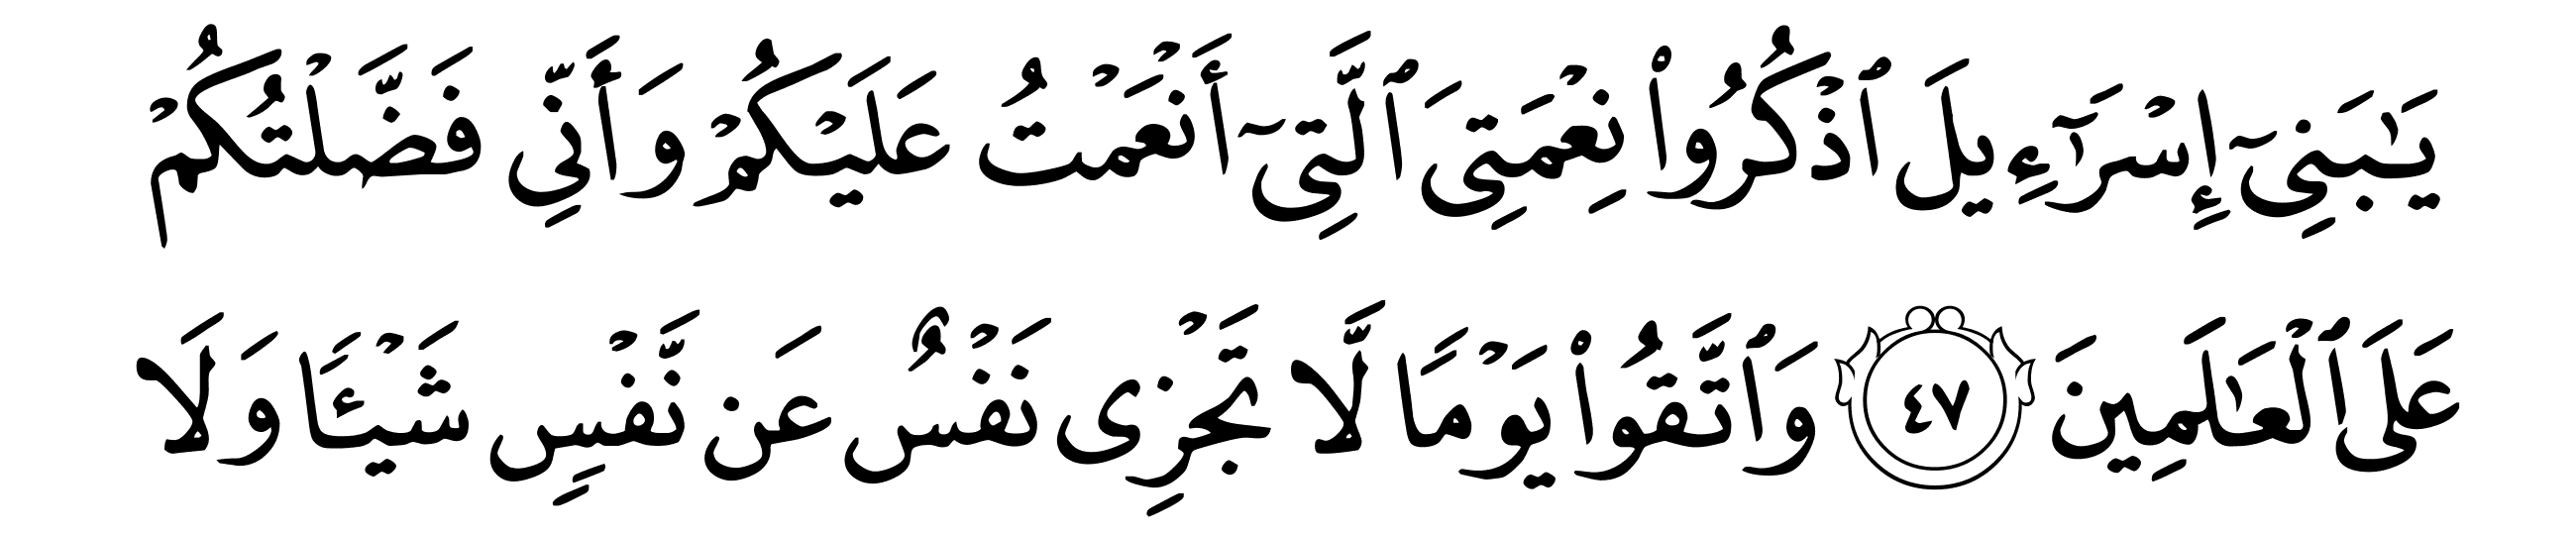 يَـٰبَنِىٓ إِسْرَٰٓءِيلَ ٱذْكُرُوا۟ نِعْمَتِىَ ٱلَّتِىٓ أَنْعَمْتُ عَلَيْكُمْ وَأَنِّى فَضَّلْتُكُمْ
عَلَى ٱلْعَـٰلَمِينَ ٤٧ وَٱتَّقُوا۟ يَوْمًا لَّا تَجْزِى نَفْسٌ عَن نَّفْسٍ شَيْـًٔا وَلَا